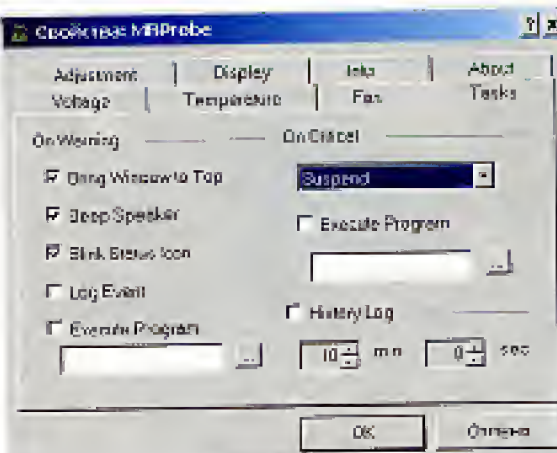 Свойства: MBProbe
Adjustment Display Info About
Voltage Temperature Fan Tasks
On Warning On Critical
Bring Window to Top
Suspend
Beep Speaker
Execute Program
Blink Status Icon
...
Log Event
History Log
Execute Program
...
10 min 0 sec
OK Отмена